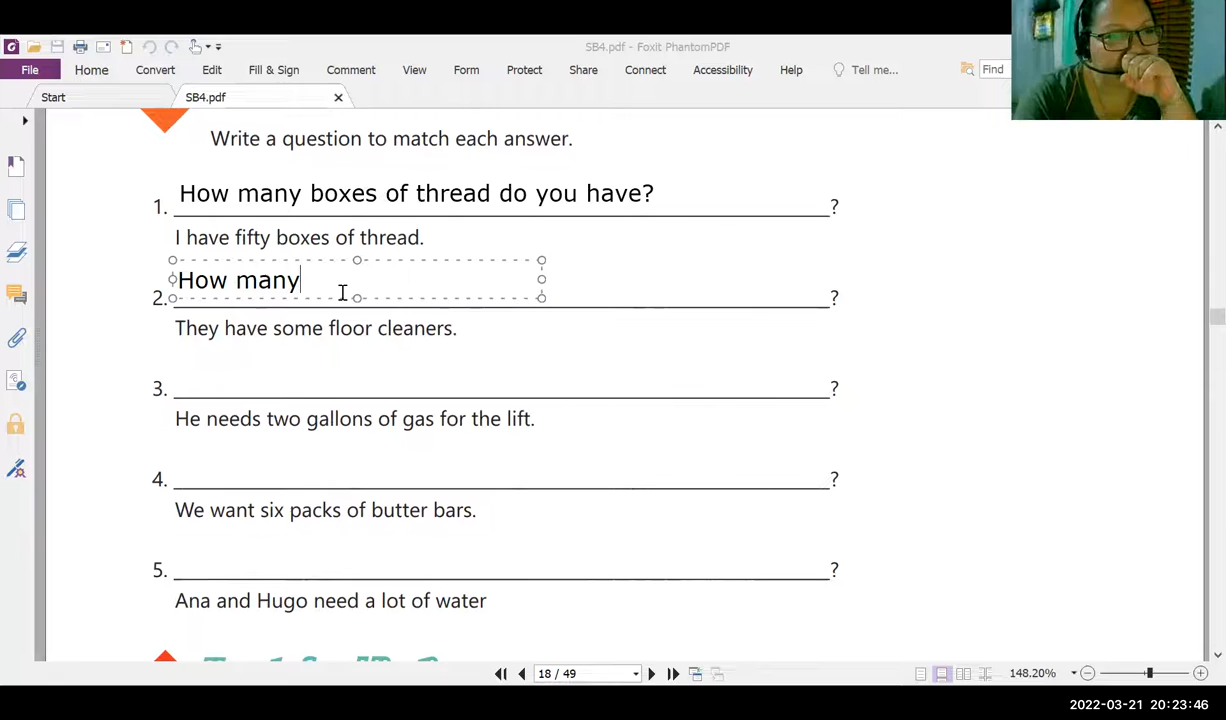 SB4.pdf - Foxit PhantomPDF
File Home Convert Edit Fill & Sign Comment View Form Protect Share Connect Accessibility Help Tell me... Find
Start SB4.pdf
Write a question to match each answer.
How many boxes of thread do you have?
1. ?
I have fifty boxes of thread.
How many
2. ?
They have some floor cleaners.
3. ?
He needs two gallons of gas for the lift.
4. ?
We want six packs of butter bars.
5. ?
Ana and Hugo need a lot of water
18 / 49 148.20%
2022-03-21 20:23:46